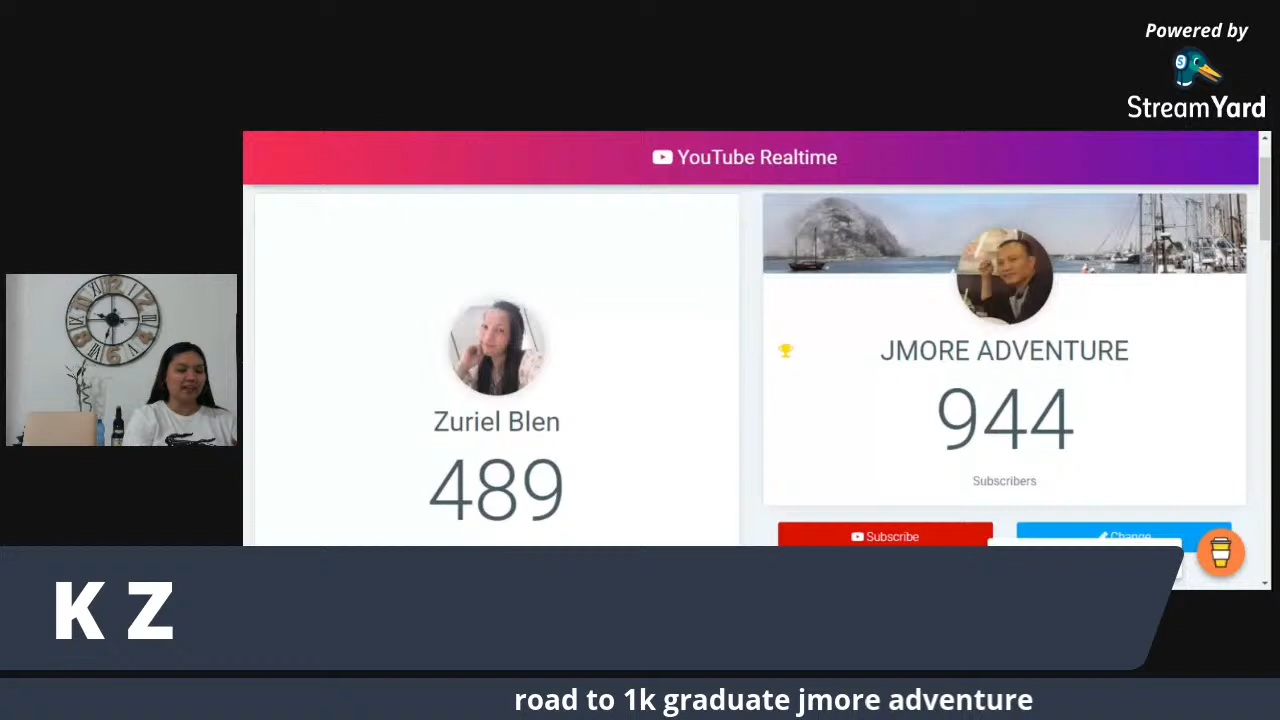 Powered by
StreamYard
YouTube Realtime
Zuriel Blen
489
JMORE ADVENTURE
944
Subscribers
Subscribe
Change
K Z
road to 1k graduate jmore adventure